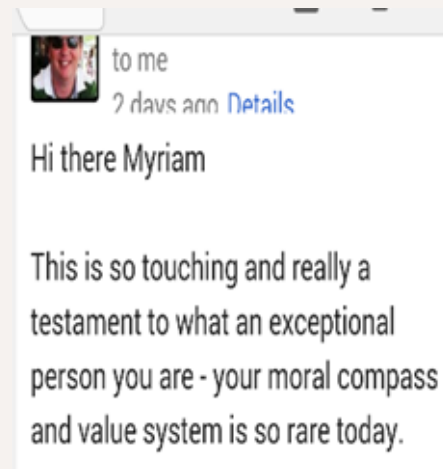 to me
2 days ago Details
Hi there Myriam
This is so touching and really a
testament to what an exceptional
person you are - your moral compass
and value system is so rare today.